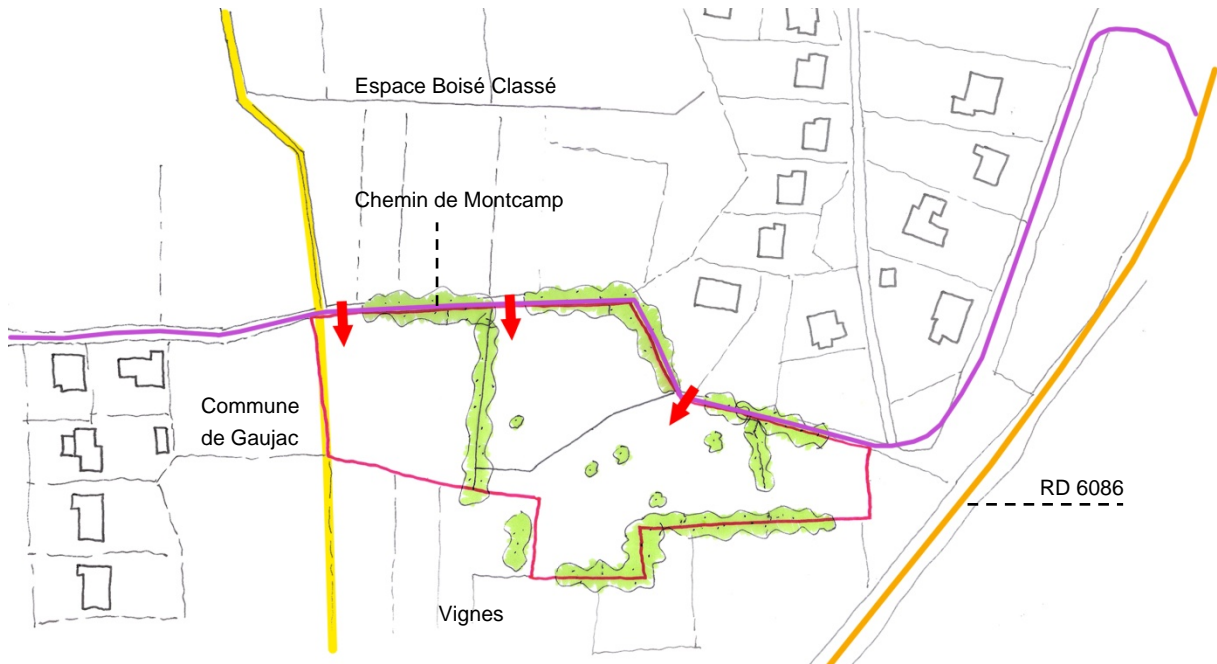 Espace Boisé Classé
Chemin de Montcamp
Commune
de Gaujac
RD 6086
Vignes